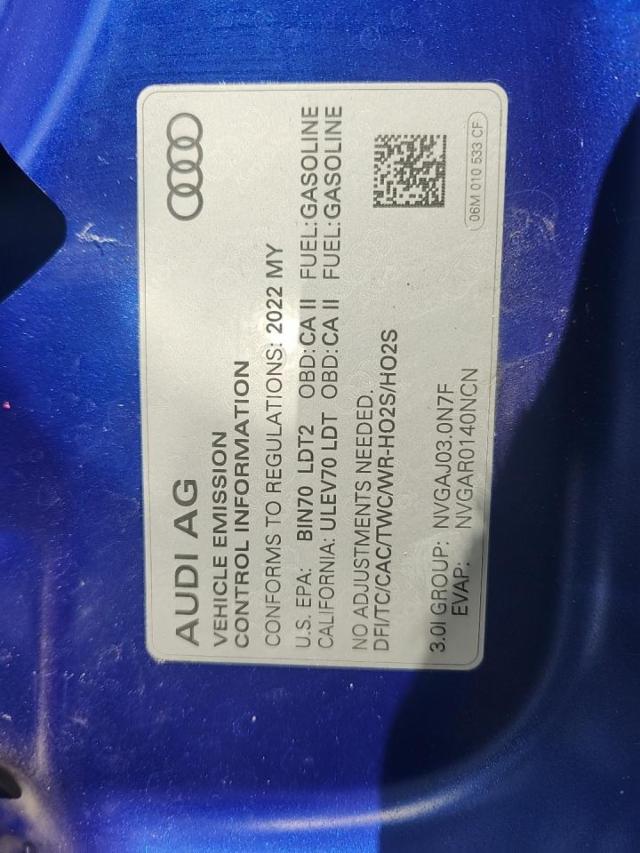 AUDI AG
VEHICLE EMISSION
CONTROL INFORMATION
CONFORMS TO REGULATIONS: 2022 MY
U.S. EPA: BIN70 LDT2 OBD:CA II FUEL:GASOLINE
CALIFORNIA: ULEV70 LDT OBD:CA II FUEL:GASOLINE
NO ADJUSTMENTS NEEDED.
DFI/TC/CAC/TWC/WR-HO2S/HO2S
3.0l GROUP: NVGAJ03.0N7F
EVAP: NVGAR0140NCN
06M 010 533 CF